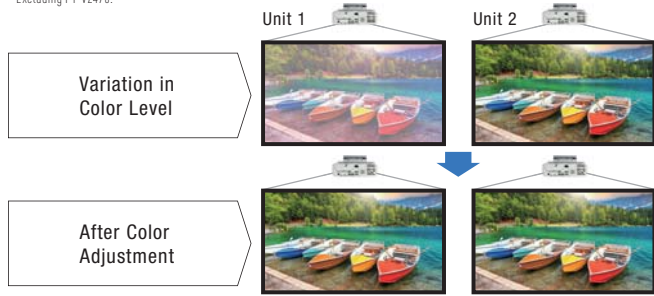 Unit 1
Unit 2
Variation in
Color Level
After Color
Adjustment